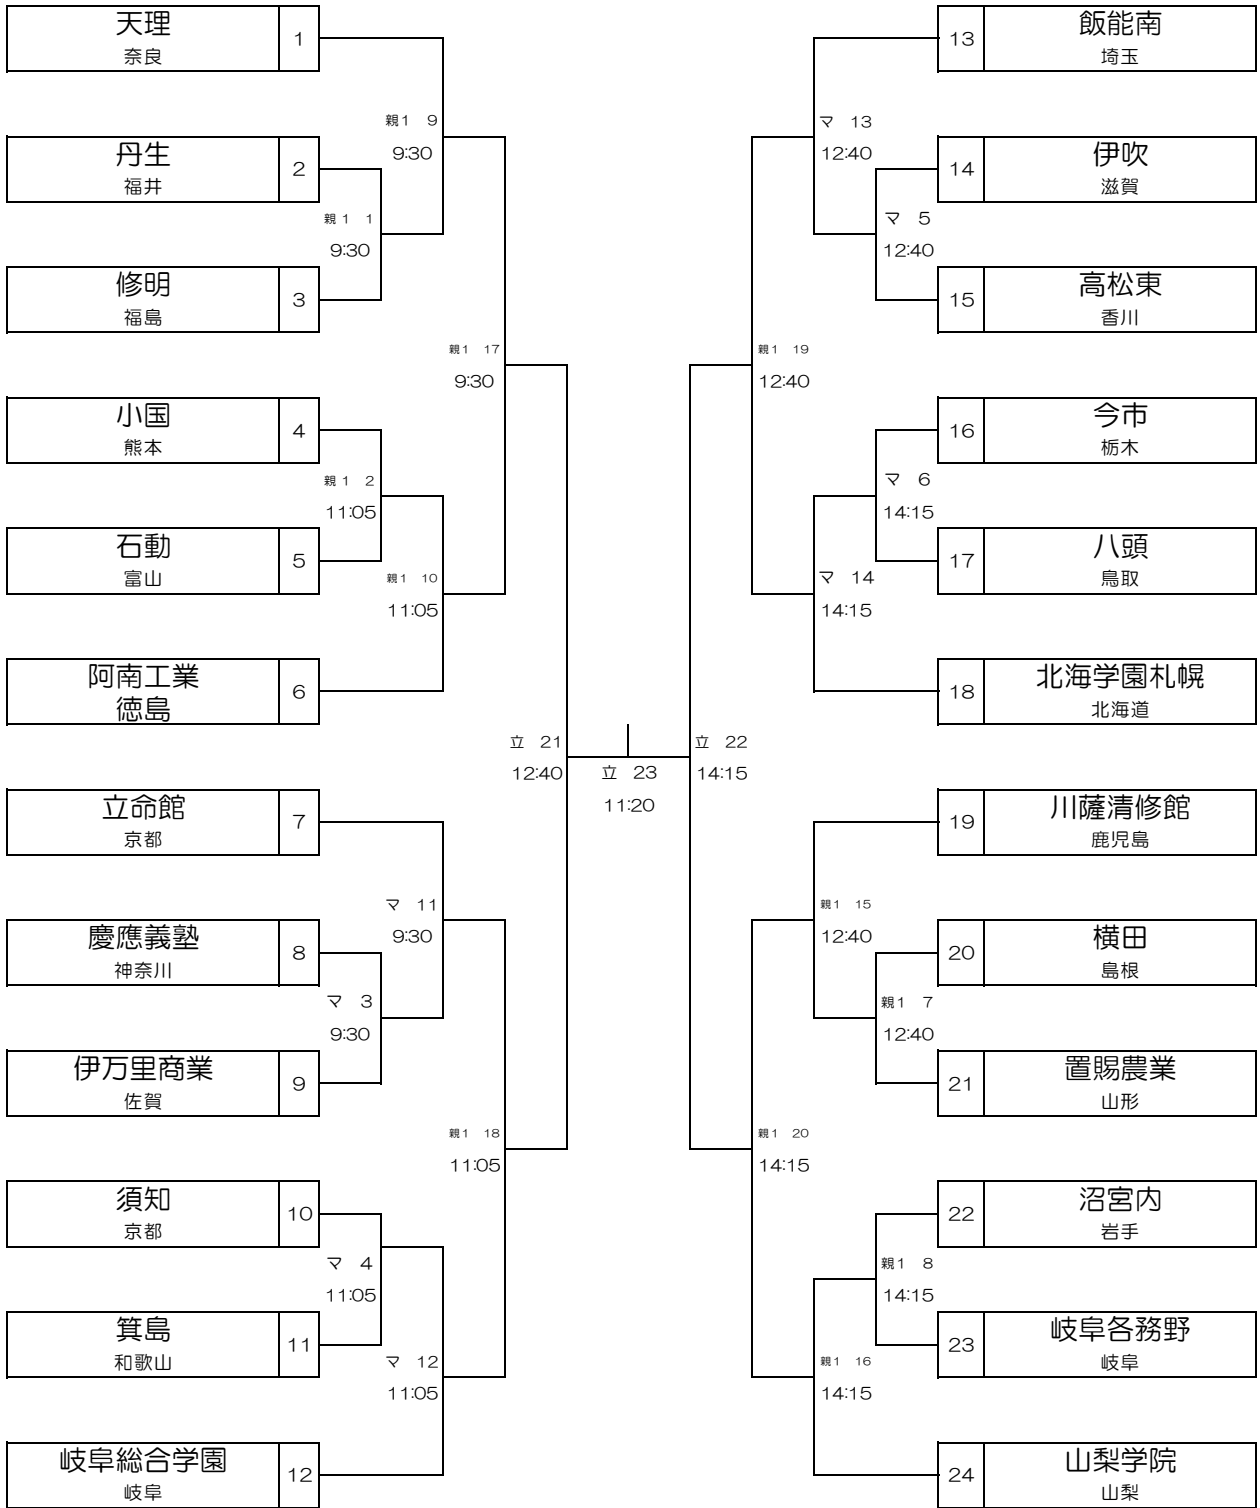 天理
奈良
1
丹生
福井
2
修明
福島
3
小国
熊本
4
石動
富山
5
阿南工業
徳島
6
立命館
京都
7
慶應義塾
神奈川
8
伊万里商業
佐賀
9
須知
京都
10
箕島
和歌山
11
岐阜総合学園
岐阜
12
親1 9
9:30
親1 1
9:30
親1 17
9:30
親1 2
11:05
親1 10
11:05
マ 11
9:30
マ 3
9:30
親1 18
11:05
マ 4
11:05
マ 12
11:05
立 21
12:40
立 23
11:20
立 22
14:15
マ 13
12:40
マ 5
12:40
親1 19
12:40
マ 6
14:15
マ 14
14:15
親1 15
12:40
親1 7
12:40
親1 20
14:15
親1 8
14:15
親1 16
14:15
13
飯能南
埼玉
14
伊吹
滋賀
15
高松東
香川
16
今市
栃木
17
八頭
鳥取
18
北海学園札幌
北海道
19
川薩清修館
鹿児島
20
横田
島根
21
置賜農業
山形
22
沼宮内
岩手
23
岐阜各務野
岐阜
24
山梨学院
山梨